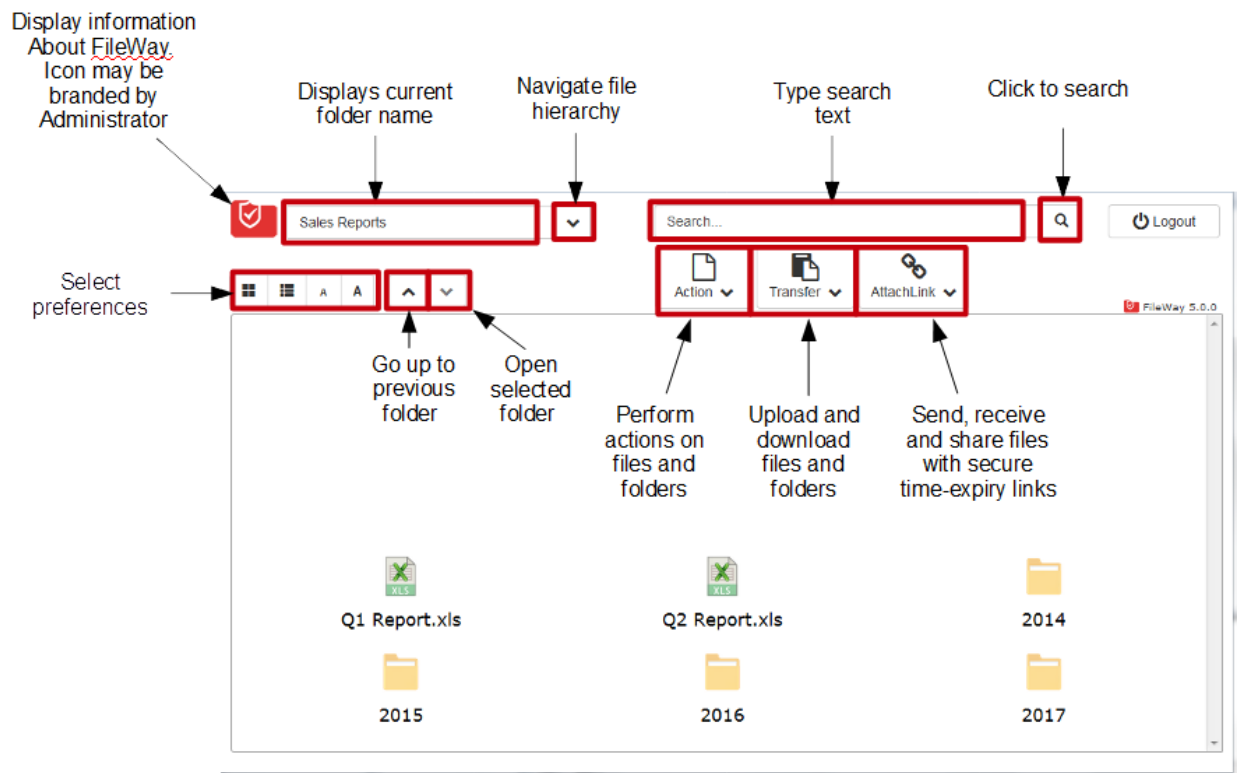 Display information
About FileWay.
Icon may be
branded by
Administrator
Displays current
folder name
Navigate file
hierarchy
Type search
text
Click to search
Sales Reports
Search...
Logout
Select
preferences
A A
Action
Transfer
AttachLink
FileWay 5.0.0
Go up to
previous
folder
Open
selected
folder
Perform
actions on
files and
folders
Upload and
download
files and
folders
Send, receive
and share files
with secure
time-expiry links
XLS
Q1 Report.xls
XLS
Q2 Report.xls
2014
2015
2016
2017